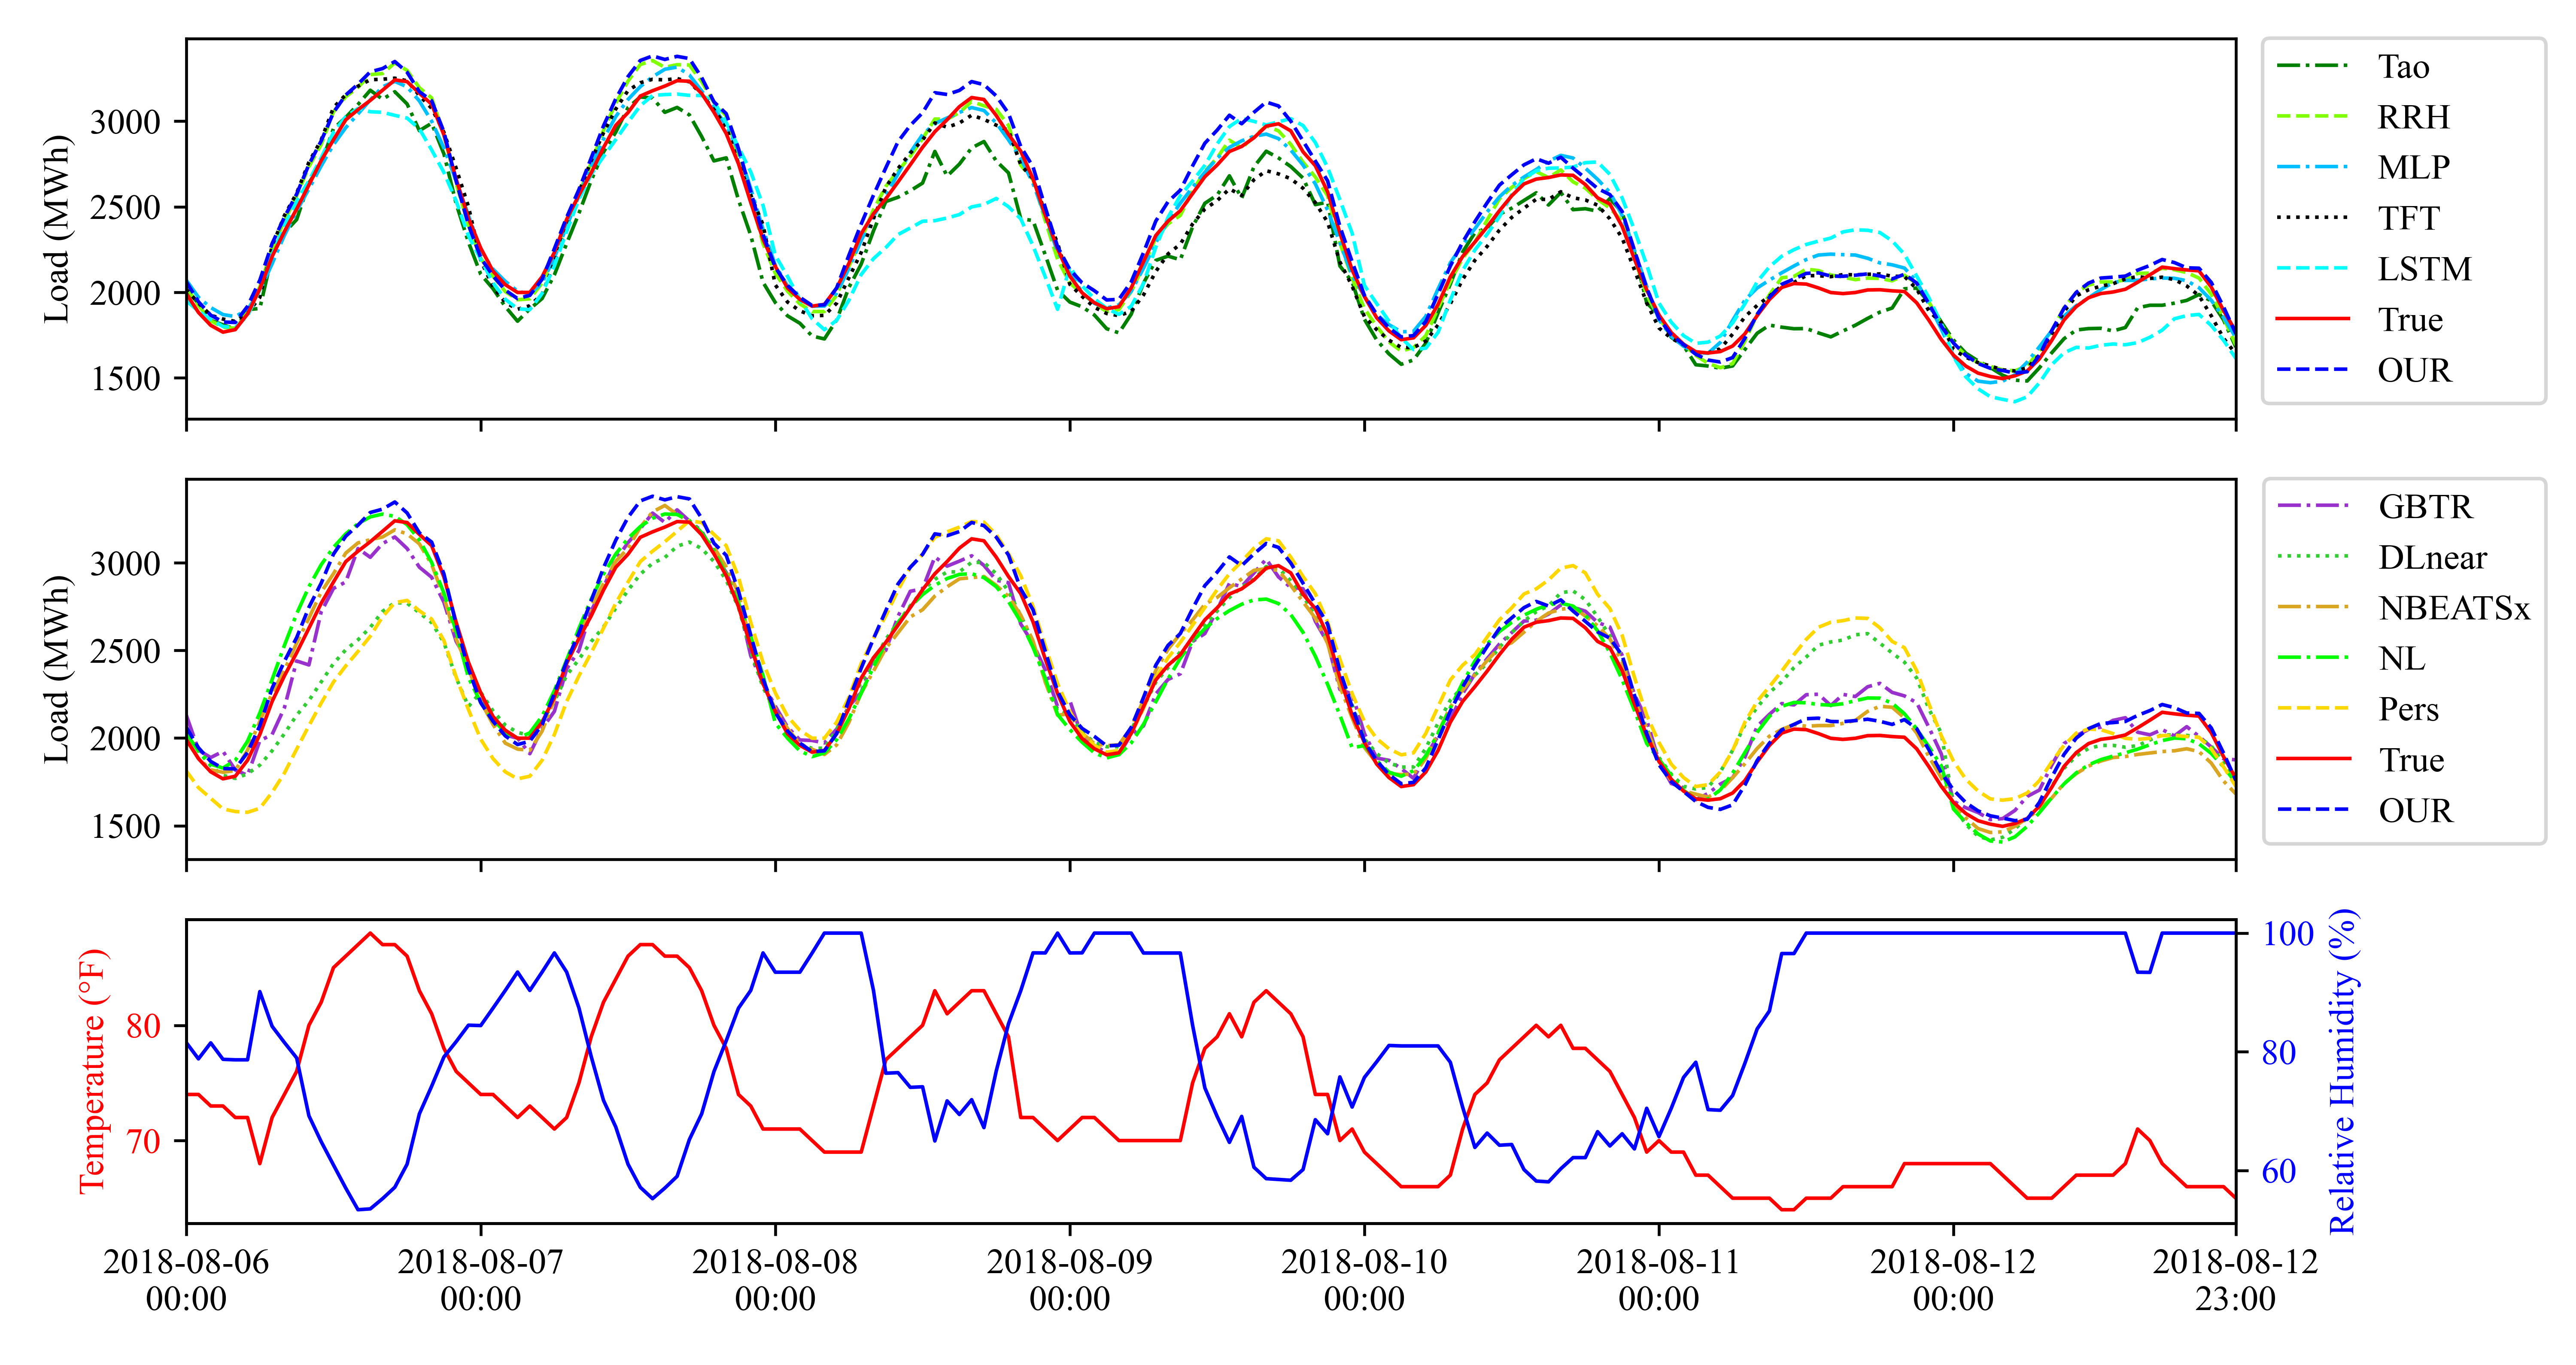 Load (MWh)
3000
2500
2000
1500
Tao
RRH
MLP
TFT
LSTM
True
OUR
Load (MWh)
3000
2500
2000
1500
GBTR
DLnear
NBEATSx
NL
Pers
True
OUR
Temperature (°F)
80
70
100
80
60
Relative Humidity (%)
2018-08-06 2018-08-07 2018-08-08 2018-08-09 2018-08-10 2018-08-11 2018-08-12 2018-08-12
00:00 00:00 00:00 00:00 00:00 00:00 00:00 23:00